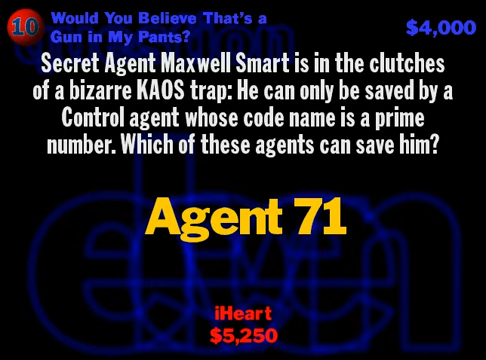 10
Would You Believe That's a
Gun in My Pants?
$4,000
Secret Agent Maxwell Smart is in the clutches
of a bizarre KAOS trap: He can only be saved by a
Control agent whose code name is a prime
number. Which of these agents can save him?
Agent 71
iHeart
$5,250